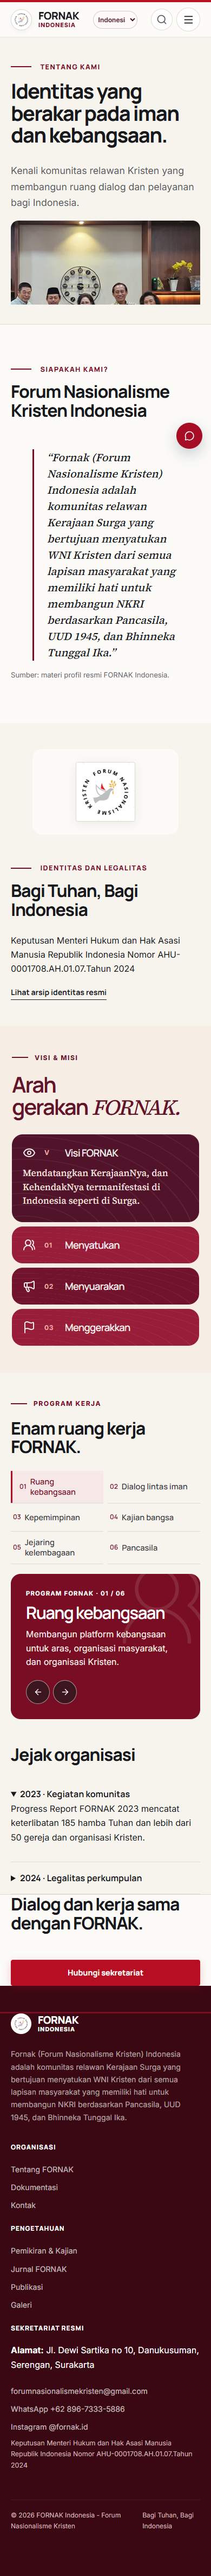 FORNAK
INDONESIA
Indonesi
TENTANG KAMI
Identitas yang
bergerak pada iman
dan kebangsaan.
Kenali komunitas relawan Kristen yang
membangun ruang dialog dan pelayanan
bagi Indonesia.
SIAPAKAH KAMI?
Forum Nasionalisme
Kristen Indonesia
“Fornak (Forum
Nasionalisme Kristen)
Indonesia adalah
komunitas relawan
Kerajaan Surga yang
bertujuan menyatukan
WNI Kristen dari semua
lapisan masyarakat yang
memiliki hati untuk
membangun NKRI
berdasarkan Pancasila,
UUD 1945, dan Bhinneka
Tunggal Ika.”
Sumber: materi profil resmi FORNAK Indonesia.
FORUM NASIONALISME KRISTEN
IDENTITAS DAN LEGALITAS
Bagi Tuhan, Bagi
Indonesia
Keputusan Menteri Hukum dan Hak Asasi
Manusia Republik Indonesia Nomor AHU-
0001708.AH.01.07.Tahun 2024
Lihat arsip identitas resmi
VISI & MISI
Arah
gerakan FORNAK.
V Visi FORNAK
Mendatangkan KerajaanNya, dan
KehendakNya termanifestasi di
Indonesia seperti di Surga.
01 Menyatukan
02 Menyuarakan
03 Menggerakkan
PROGRAM KERJA
Enam ruang kerja
FORNAK.
01 Ruang
kebangsaan
02 Dialog lintas iman
03 Kepemimpinan
04 Kajian bangsa
05 Jejaring
kelembagaan
06 Pancasila
PROGRAM FORNAK · 01 / 06
Ruang kebangsaan
Membangun platform kebangsaan
untuk aras, organisasi masyarakat,
dan organisasi Kristen.
Jejak organisasi
▼ 2023 · Kegiatan komunitas
Progress Report FORNAK 2023 mencatat
keterlibatan 185 hamba Tuhan dan lebih dari
50 gereja dan organisasi Kristen.
▶ 2024 · Legalitas perkumpulan
Dialog dan kerja sama
dengan FORNAK.
Hubungi sekretariat
FORNAK
INDONESIA
Fornak (Forum Nasionalisme Kristen) Indonesia
adalah komunitas relawan Kerajaan Surga yang
bertujuan menyatukan WNI Kristen dari semua
lapisan masyarakat yang memiliki hati untuk
membangun NKRI berdasarkan Pancasila, UUD
1945, dan Bhinneka Tunggal Ika.
ORGANISASI
Tentang FORNAK
Dokumentasi
Kontak
PENGETAHUAN
Pemikiran & Kajian
Jurnal FORNAK
Publikasi
Galeri
SEKRETARIAT RESMI
Alamat: Jl. Dewi Sartika no 10, Danukusuman,
Serengan, Surakarta
forumnasionalismekristen@gmail.com
WhatsApp +62 896-7333-5886
Instagram @fornak.id
Keputusan Menteri Hukum dan Hak Asasi Manusia
Republik Indonesia Nomor AHU-0001708.AH.01.07.Tahun
2024
© 2026 FORNAK Indonesia - Forum
Nasionalisme Kristen
Bagi Tuhan, Bagi
Indonesia